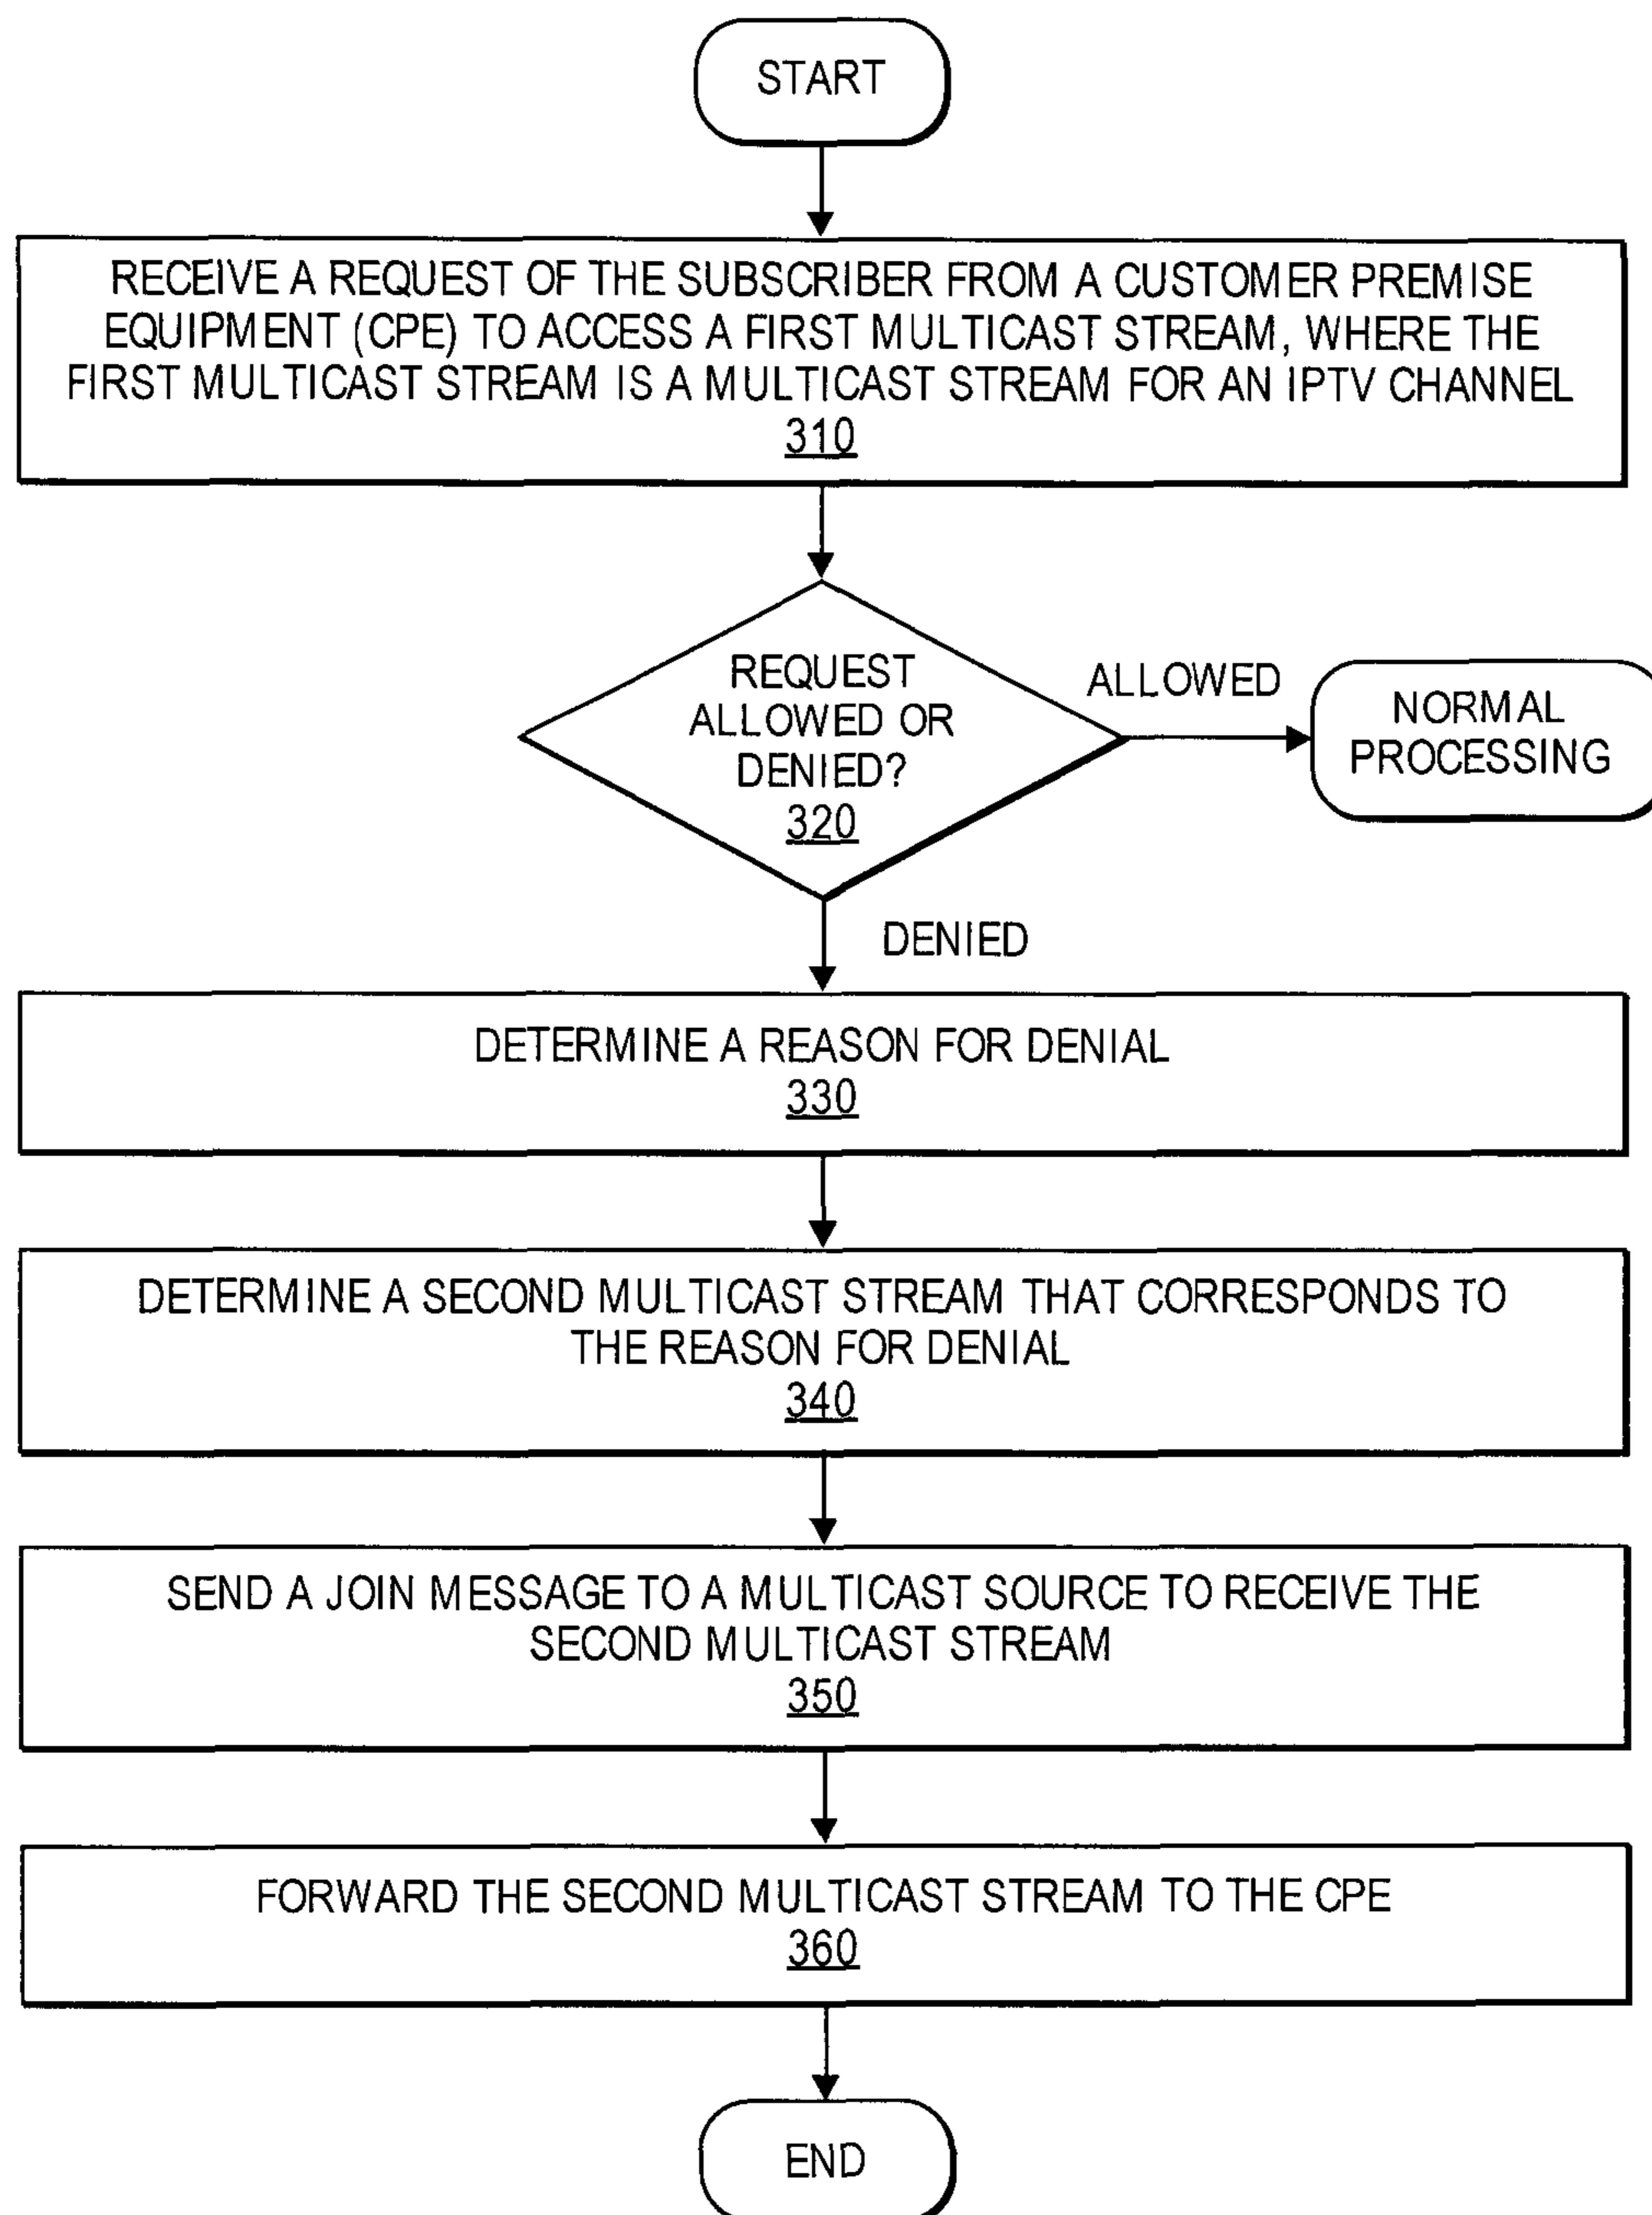 START
RECEIVE A REQUEST OF THE SUBSCRIBER FROM A CUSTOMER PREMISE
EQUIPMENT (CPE) TO ACCESS A FIRST MULTICAST STREAM, WHERE THE
FIRST MULTICAST STREAM IS A MULTICAST STREAM FOR AN IPTV CHANNEL
310
REQUEST
ALLOWED OR
DENIED?
320
ALLOWED
NORMAL
PROCESSING
DENIED
DETERMINE A REASON FOR DENIAL
330
DETERMINE A SECOND MULTICAST STREAM THAT CORRESPONDS TO
THE REASON FOR DENIAL
340
SEND A JOIN MESSAGE TO A MULTICAST SOURCE TO RECEIVE THE
SECOND MULTICAST STREAM
350
FORWARD THE SECOND MULTICAST STREAM TO THE CPE
360
END